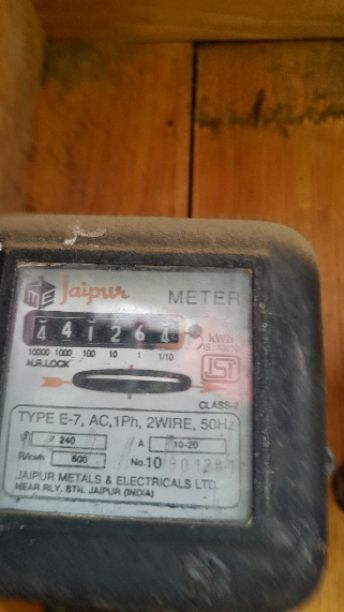 Jaipur METER
4 4 1 2 6 4
kWh
10000 1000 100 10 1 1/10
N.R.LOCK
CLASS-2
TYPE E-7, AC,1Ph, 2WIRE, 50Hz
V 240 A 10-20
R/kwh 600 No.10
JAIPUR METALS & ELECTRICALS LTD.
NEAR RLY. STN. JAIPUR (INDIA)